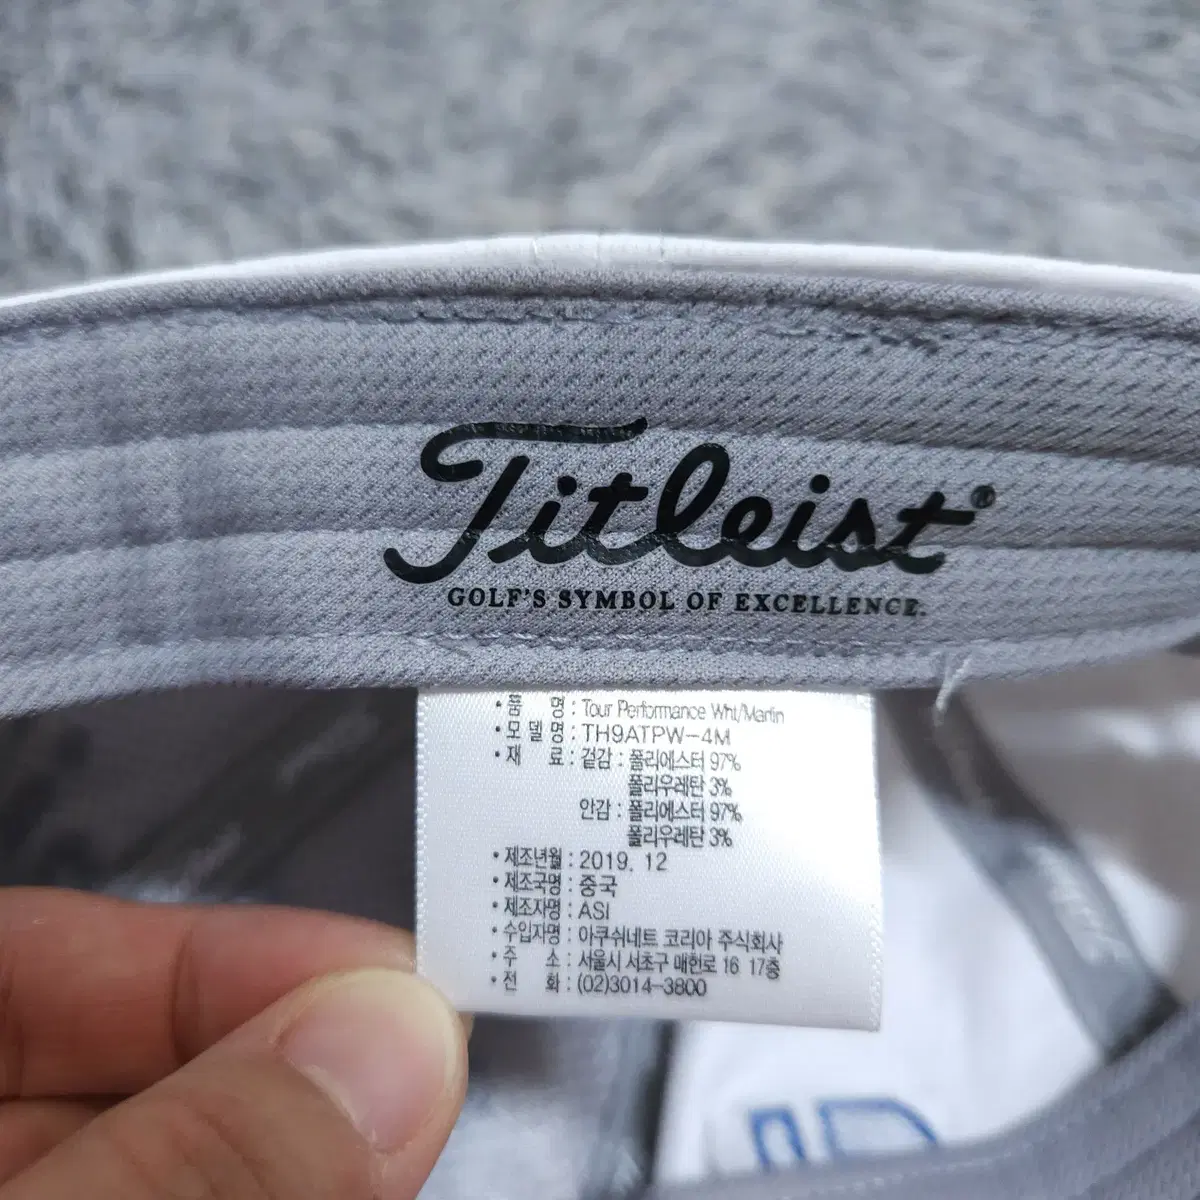 Titleist®
GOLF'S SYMBOL OF EXCELLENCE.
• 품 명 : Tour Performance Wht/Marlin
• 모 델 명 : TH9ATPW-4M
• 재 료 : 겉감 : 폴리에스터 97%
폴리우레탄 3%
안감 : 폴리에스터 97%
폴리우레탄 3%
• 제조년월 : 2019. 12
• 제조국명 : 중국
• 제조자명 : ASI
• 수입자명 : 아쿠쉬네트 코리아 주식회사
• 주 소 : 서울시 서초구 매헌로 16 17층
• 전 화 : (02)3014-3800